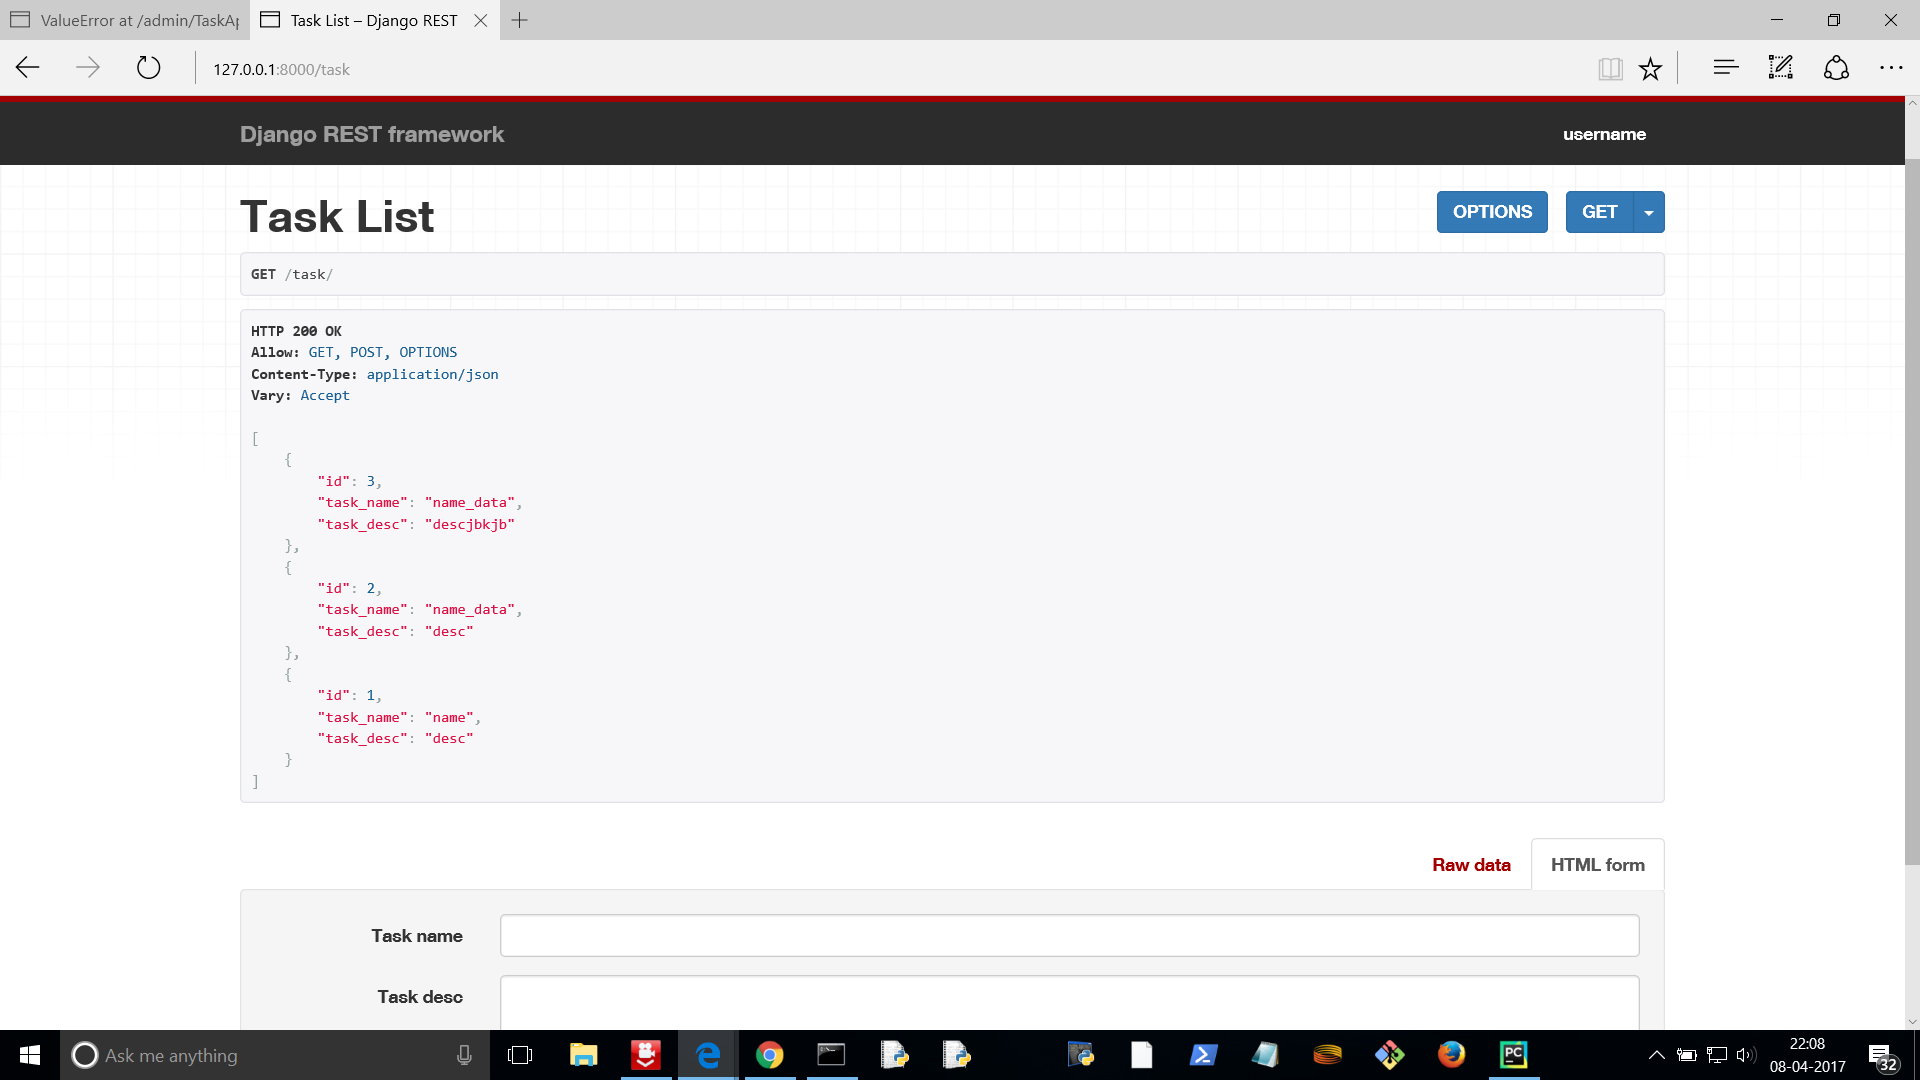 ValueError at /admin/TaskAp
Task List – Django REST
127.0.0.1:8000/task
Django REST framework
username
Task List
OPTIONS
GET
GET /task/
HTTP 200 OK
Allow: GET, POST, OPTIONS
Content-Type: application/json
Vary: Accept
[
{
"id": 3,
"task_name": "name_data",
"task_desc": "descjbkjb"
},
{
"id": 2,
"task_name": "name_data",
"task_desc": "desc"
},
{
"id": 1,
"task_name": "name",
"task_desc": "desc"
}
]
Raw data
HTML form
Task name
Task desc
Ask me anything
PC
22:08
08-04-2017
32